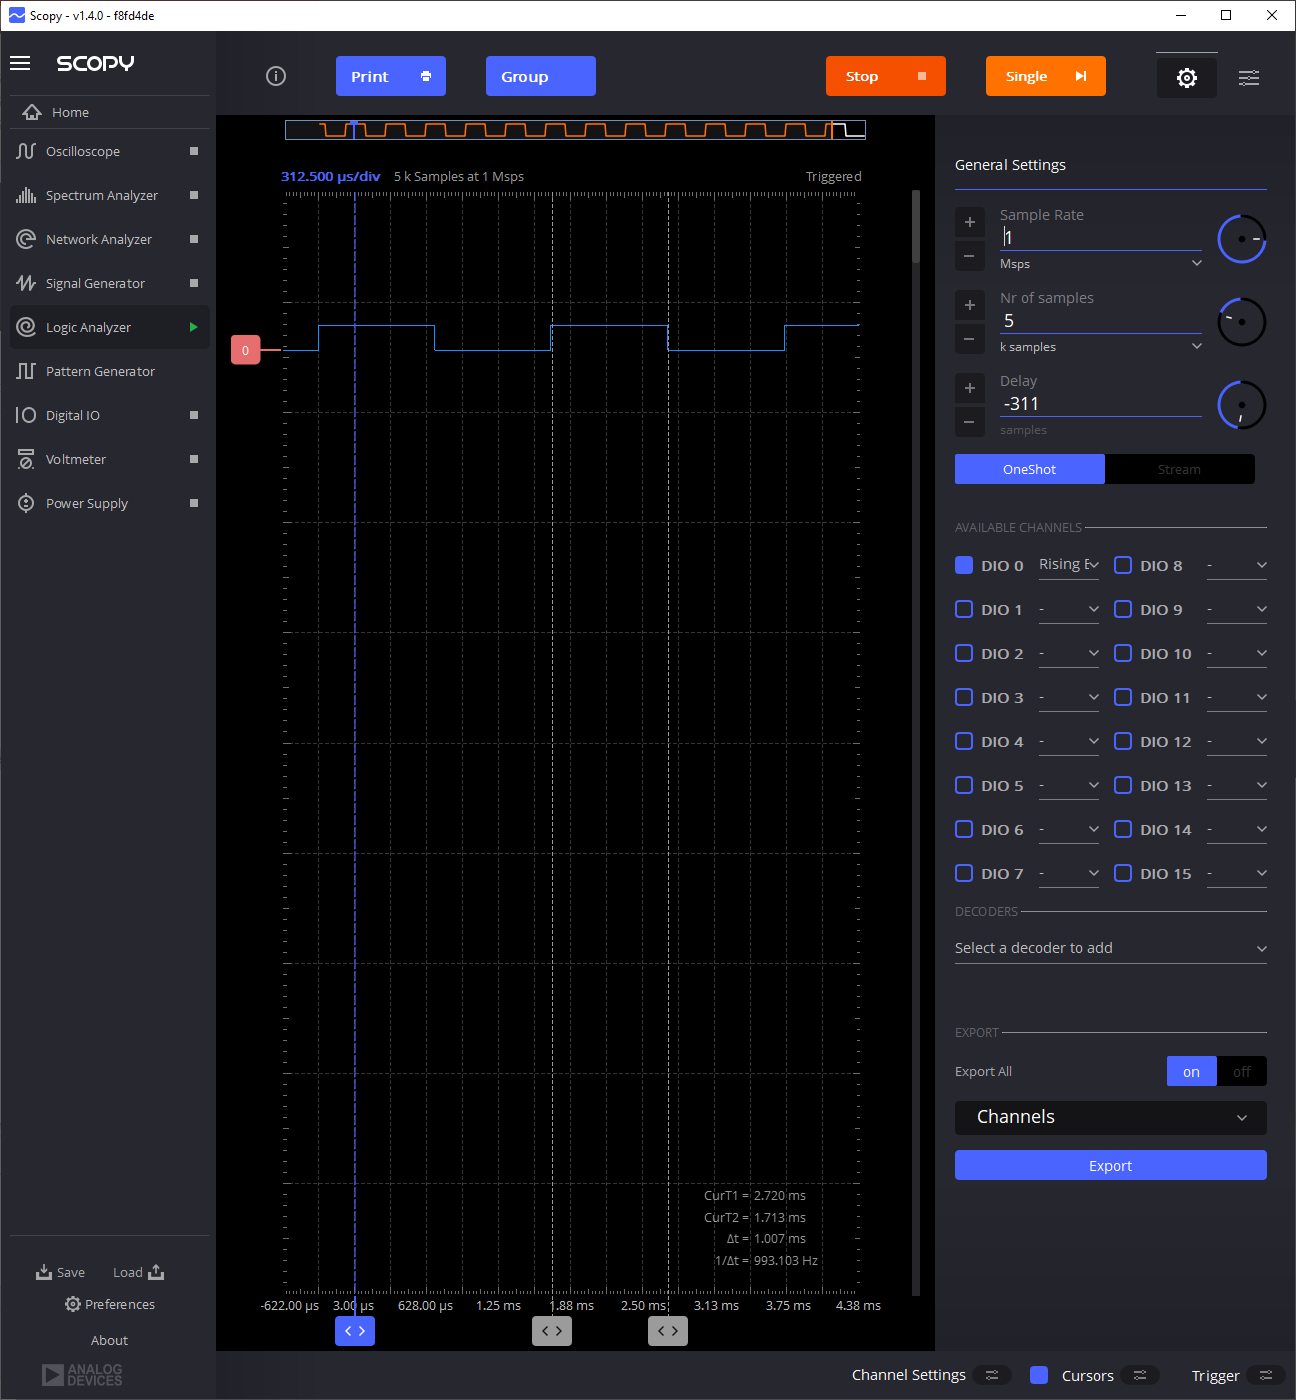 Scopy - v1.4.0 - f8fd4de
SCOPY
Home
Oscilloscope
Spectrum Analyzer
Network Analyzer
Signal Generator
Logic Analyzer
Pattern Generator
Digital IO
Voltmeter
Power Supply
Save Load
Preferences
About
ANALOG
DEVICES
Print Group Stop Single
312.500 µs/div 5 k Samples at 1 Msps Triggered
0
CurT1 = 2.720 ms
CurT2 = 1.713 ms
Δt = 1.007 ms
1/Δt = 993.103 Hz
-622.00 µs 3.00 µs 628.00 µs 1.25 ms 1.88 ms 2.50 ms 3.13 ms 3.75 ms 4.38 ms
General Settings
Sample Rate
1
Msps
Nr of samples
5
k samples
Delay
-311
samples
OneShot Stream
AVAILABLE CHANNELS
DIO 0 Rising E DIO 8 -
DIO 1 - DIO 9 -
DIO 2 - DIO 10 -
DIO 3 - DIO 11 -
DIO 4 - DIO 12 -
DIO 5 - DIO 13 -
DIO 6 - DIO 14 -
DIO 7 - DIO 15 -
DECODERS
Select a decoder to add
EXPORT
Export All on off
Channels
Export
Channel Settings Cursors Trigger